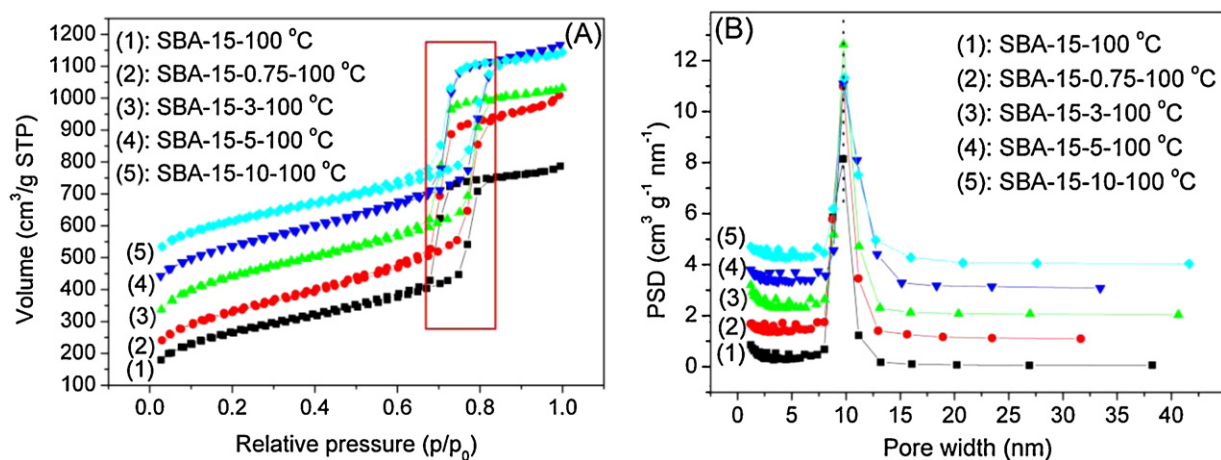 (A)
(1): SBA-15-100 °C
(2): SBA-15-0.75-100 °C
(3): SBA-15-3-100 °C
(4): SBA-15-5-100 °C
(5): SBA-15-10-100 °C
Volume (cm³/g STP)
1200
1100
1000
900
800
700
600
500
400
300
200
100
(5)
(4)
(3)
(2)
(1)
0.0 0.2 0.4 0.6 0.8 1.0
Relative pressure (p/p₀)
(B)
(1): SBA-15-100 °C
(2): SBA-15-0.75-100 °C
(3): SBA-15-3-100 °C
(4): SBA-15-5-100 °C
(5): SBA-15-10-100 °C
PSD (cm³ g⁻¹ nm⁻¹)
12
10
8
6
4
2
0
(5)
(4)
(3)
(2)
(1)
0 5 10 15 20 25 30 35 40
Pore width (nm)